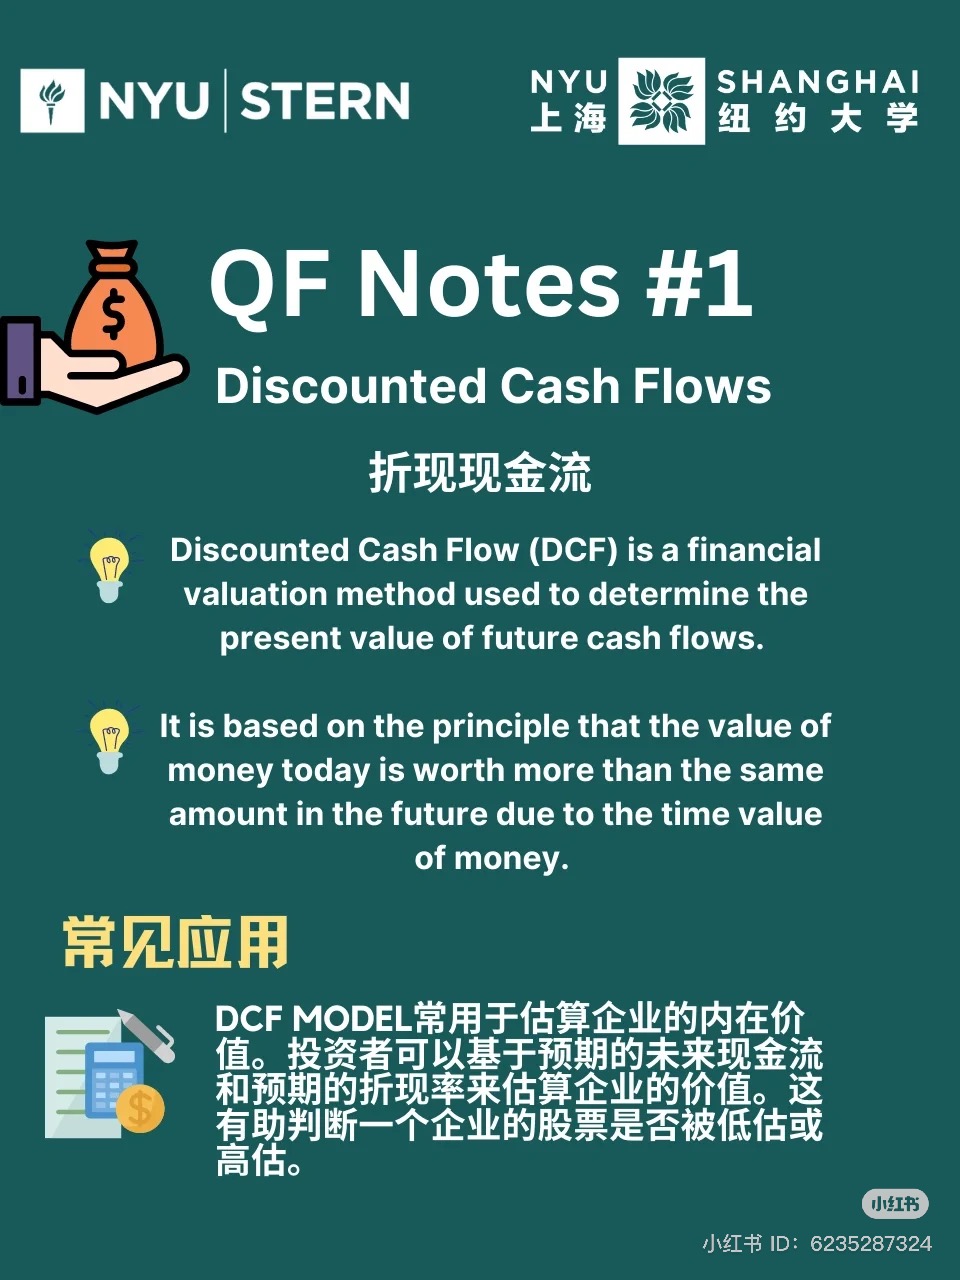 NYU | STERN
NYU SHANGHAI
上海 纽约大学
QF Notes #1
$
Discounted Cash Flows
折现现金流
Discounted Cash Flow (DCF) is a financial
valuation method used to determine the
present value of future cash flows.
It is based on the principle that the value of
money today is worth more than the same
amount in the future due to the time value
of money.
常见应用
DCF MODEL常用于估算企业的内在价
值。投资者可以基于预期的未来现金流
和预期的折现率来估算企业的价值。这
有助判断一个企业的股票是否被低估或
高估。
$
小红书
小红书 ID：6235287324